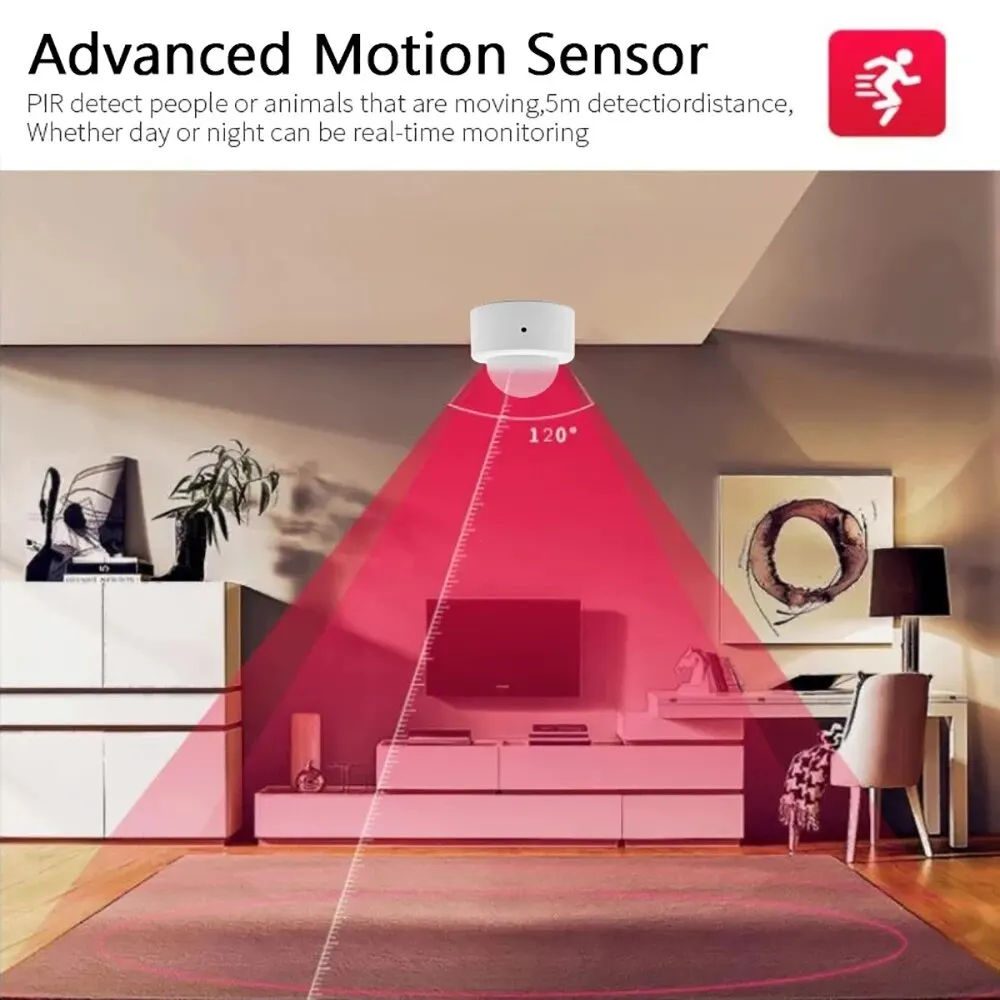 Advanced Motion Sensor
PIR detect people or animals that are moving,5m detectiordistance,
Whether day or night can be real-time monitoring
120°